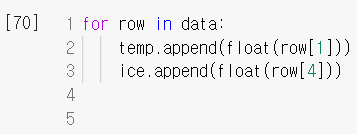 [70] 1 for row in data:
2     temp.append(float(row[1]))
3     ice.append(float(row[4]))
4
5